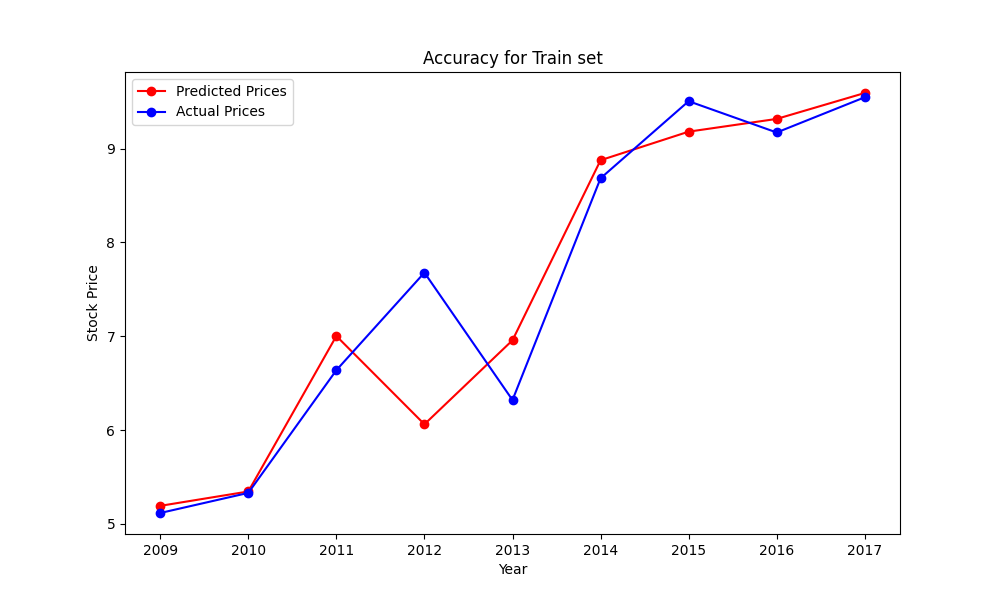 Accuracy for Train set
Predicted Prices
Actual Prices
Stock Price
9
8
7
6
5
2009 2010 2011 2012 2013 2014 2015 2016 2017
Year